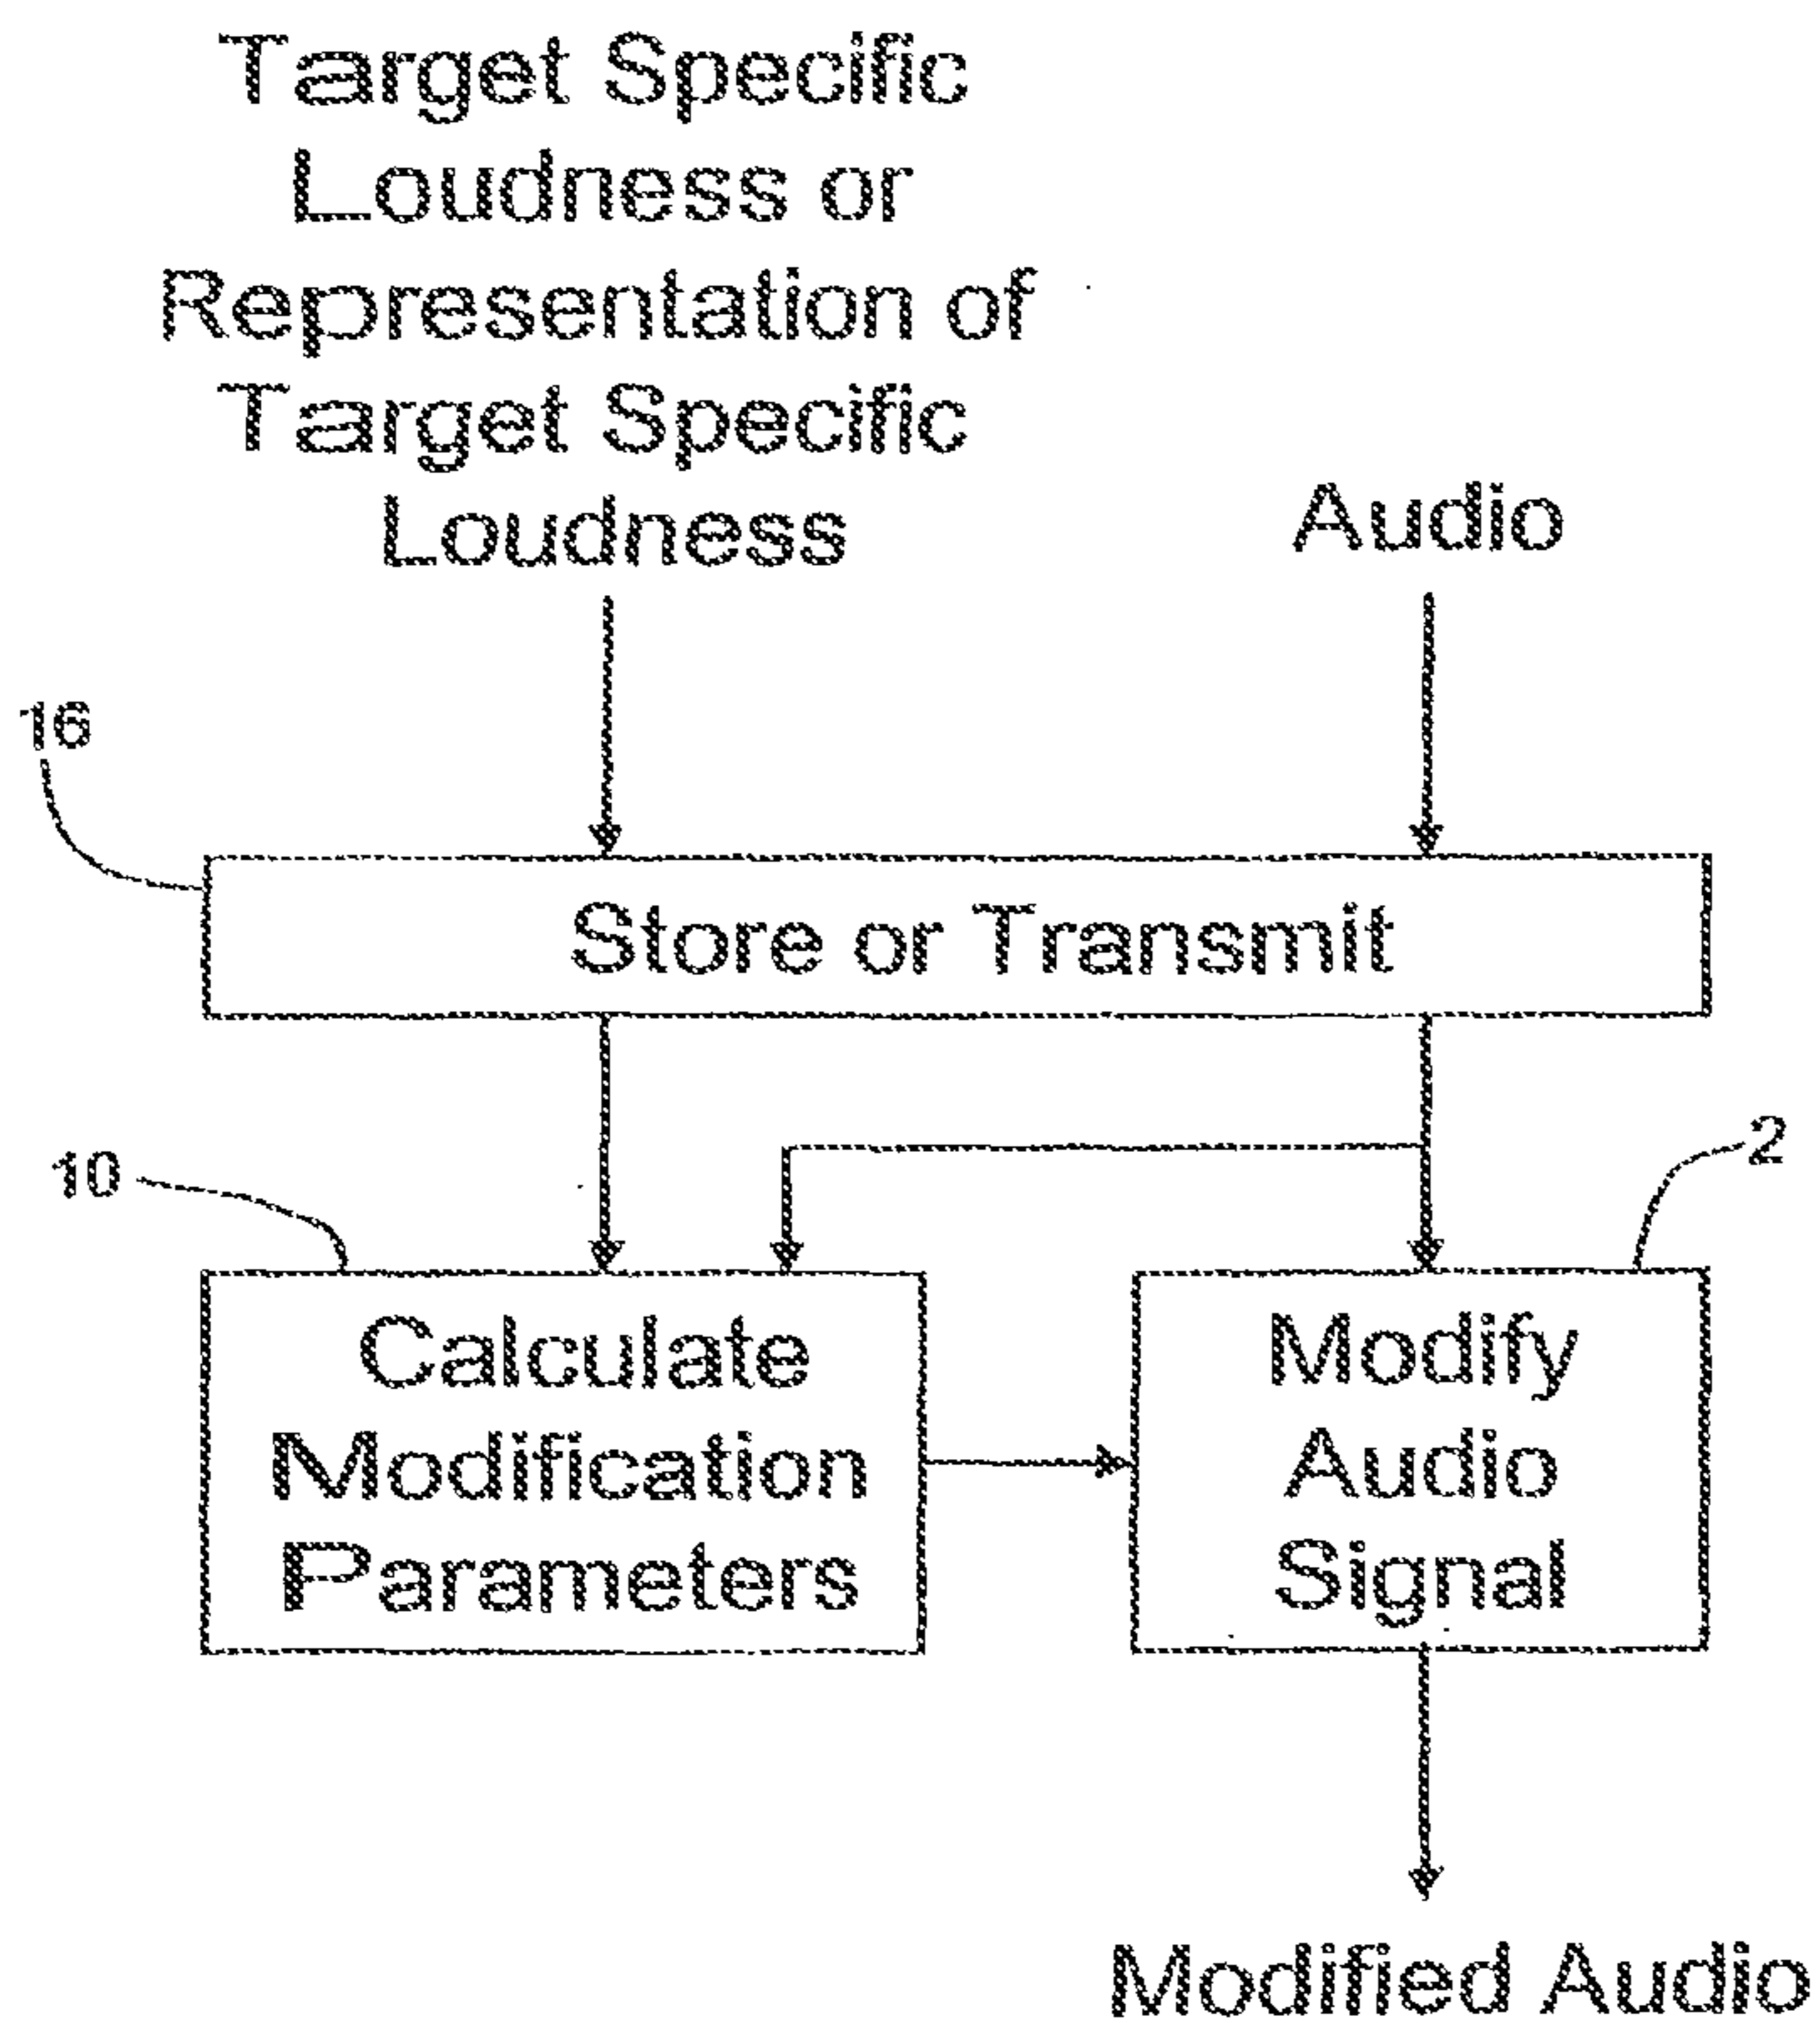 Target Specific
Loudness or
Representation of
Target Specific
Loudness
Audio
16
Store or Transmit
10
2
Calculate
Modification
Parameters
Modify
Audio
Signal
Modified Audio